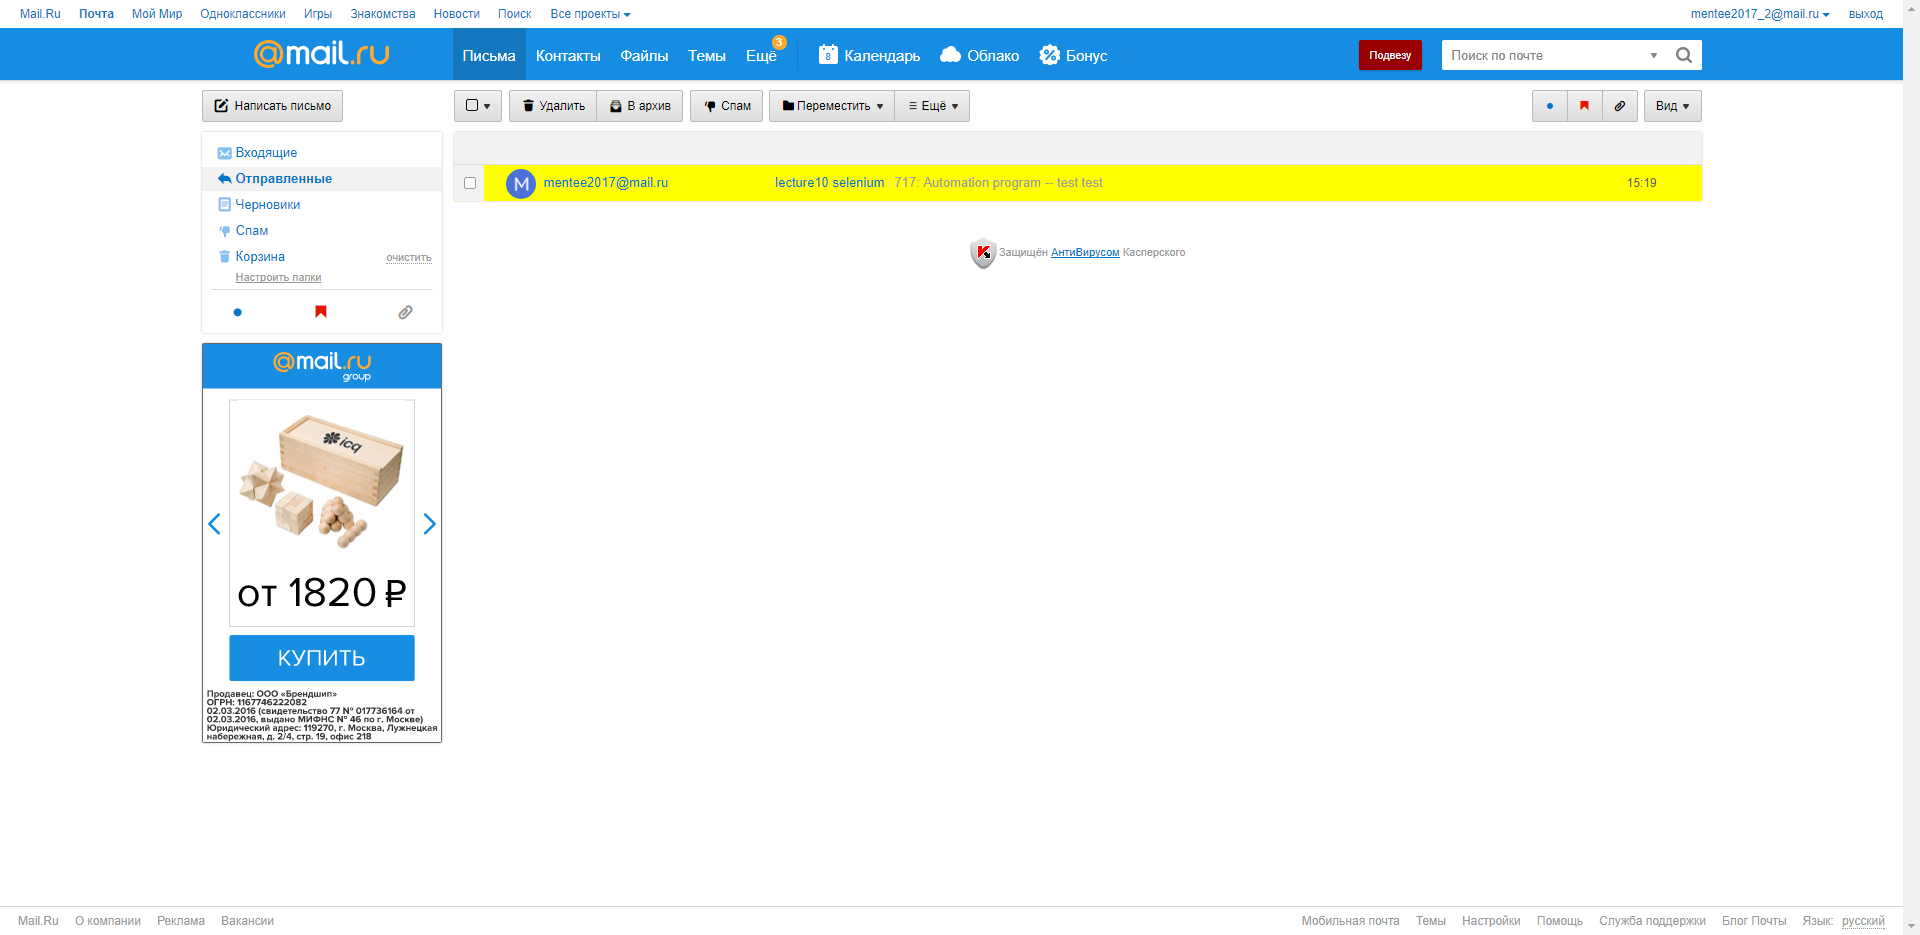 Mail.Ru Почта Мой Мир Одноклассники Игры Знакомства Новости Поиск Все проекты mentee2017_2@mail.ru выход
@mail.ru Письма Контакты Файлы Темы Ещё 3 8 Календарь Облако Бонус Подвезу Поиск по почте
Написать письмо Удалить В архив Спам Переместить Ещё Вид
Входящие
Отправленные
Черновики
Спам
Корзина очистить
Настроить папки
M mentee2017@mail.ru lecture10 selenium 717: Automation program -- test test 15:19
Защищён АнтиВирусом Касперского
@mail.ru
group
icq
от 1820 ₽
КУПИТЬ
Продавец: ООО «Брендшип»
ОГРН: 1167746222082
02.03.2016 (свидетельство 77 № 017736164 от
02.03.2016, выдано МИФНС № 46 по г. Москве)
Юридический адрес: 119270, г. Москва, Лужнецкая
набережная, д. 2/4, стр. 19, офис 218
Mail.Ru О компании Реклама Вакансии Мобильная почта Темы Настройки Помощь Служба поддержки Блог Почты Язык: русский